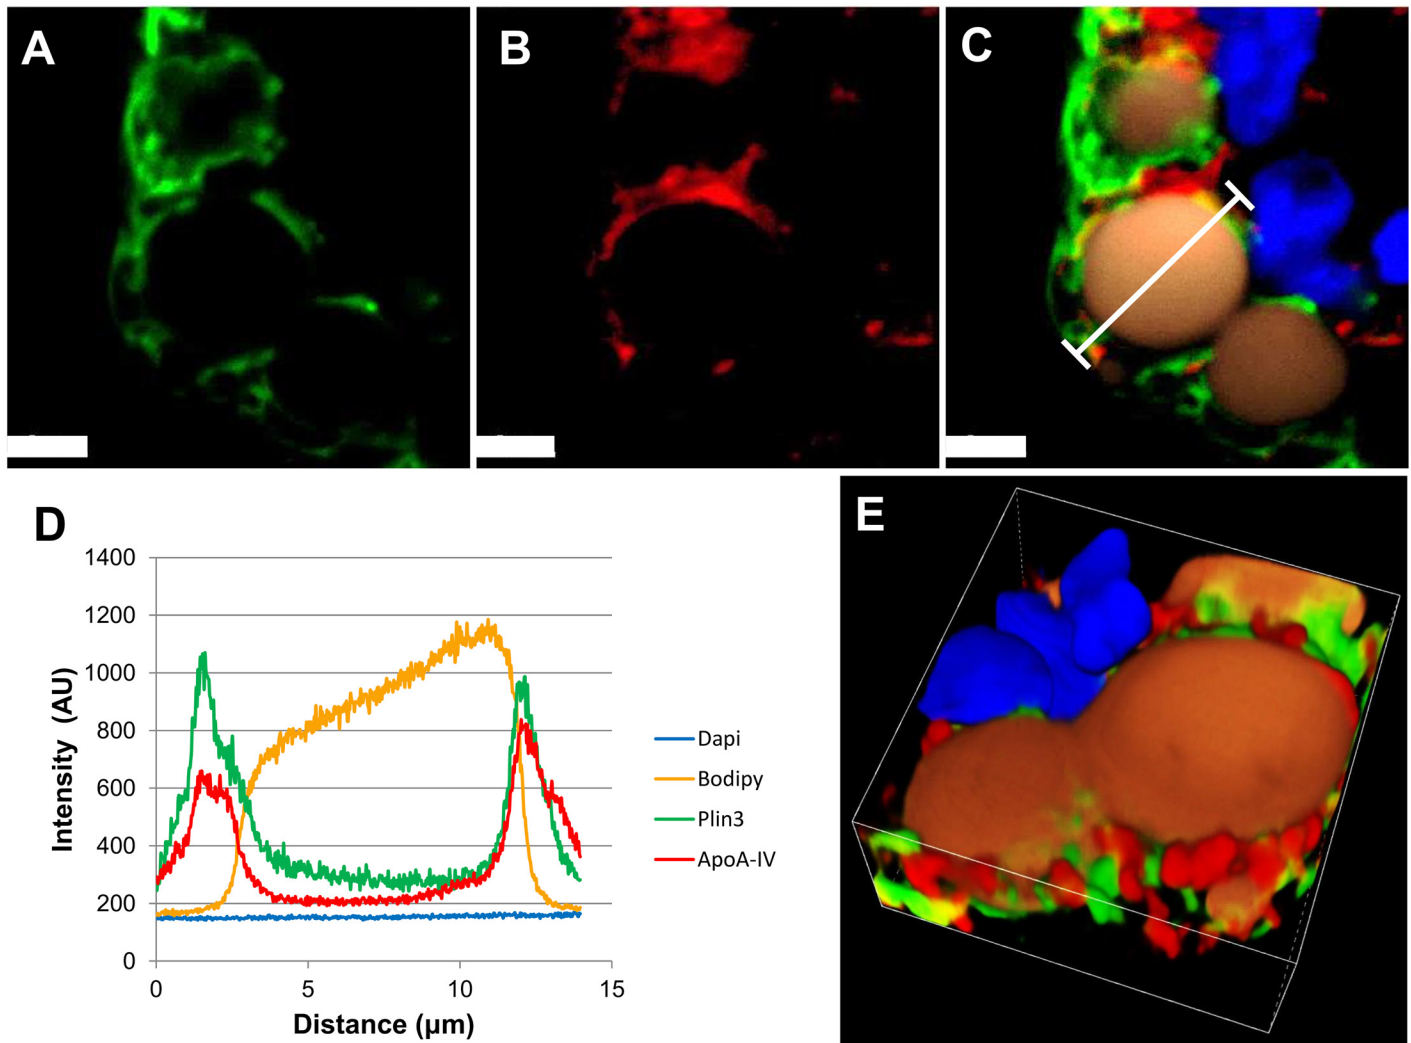 A
B
C
D
1400
1200
1000
800
600
400
200
0
0
5
10
15
Intensity (AU)
Distance (μm)
Dapi
Bodipy
Plin3
ApoA-IV
E